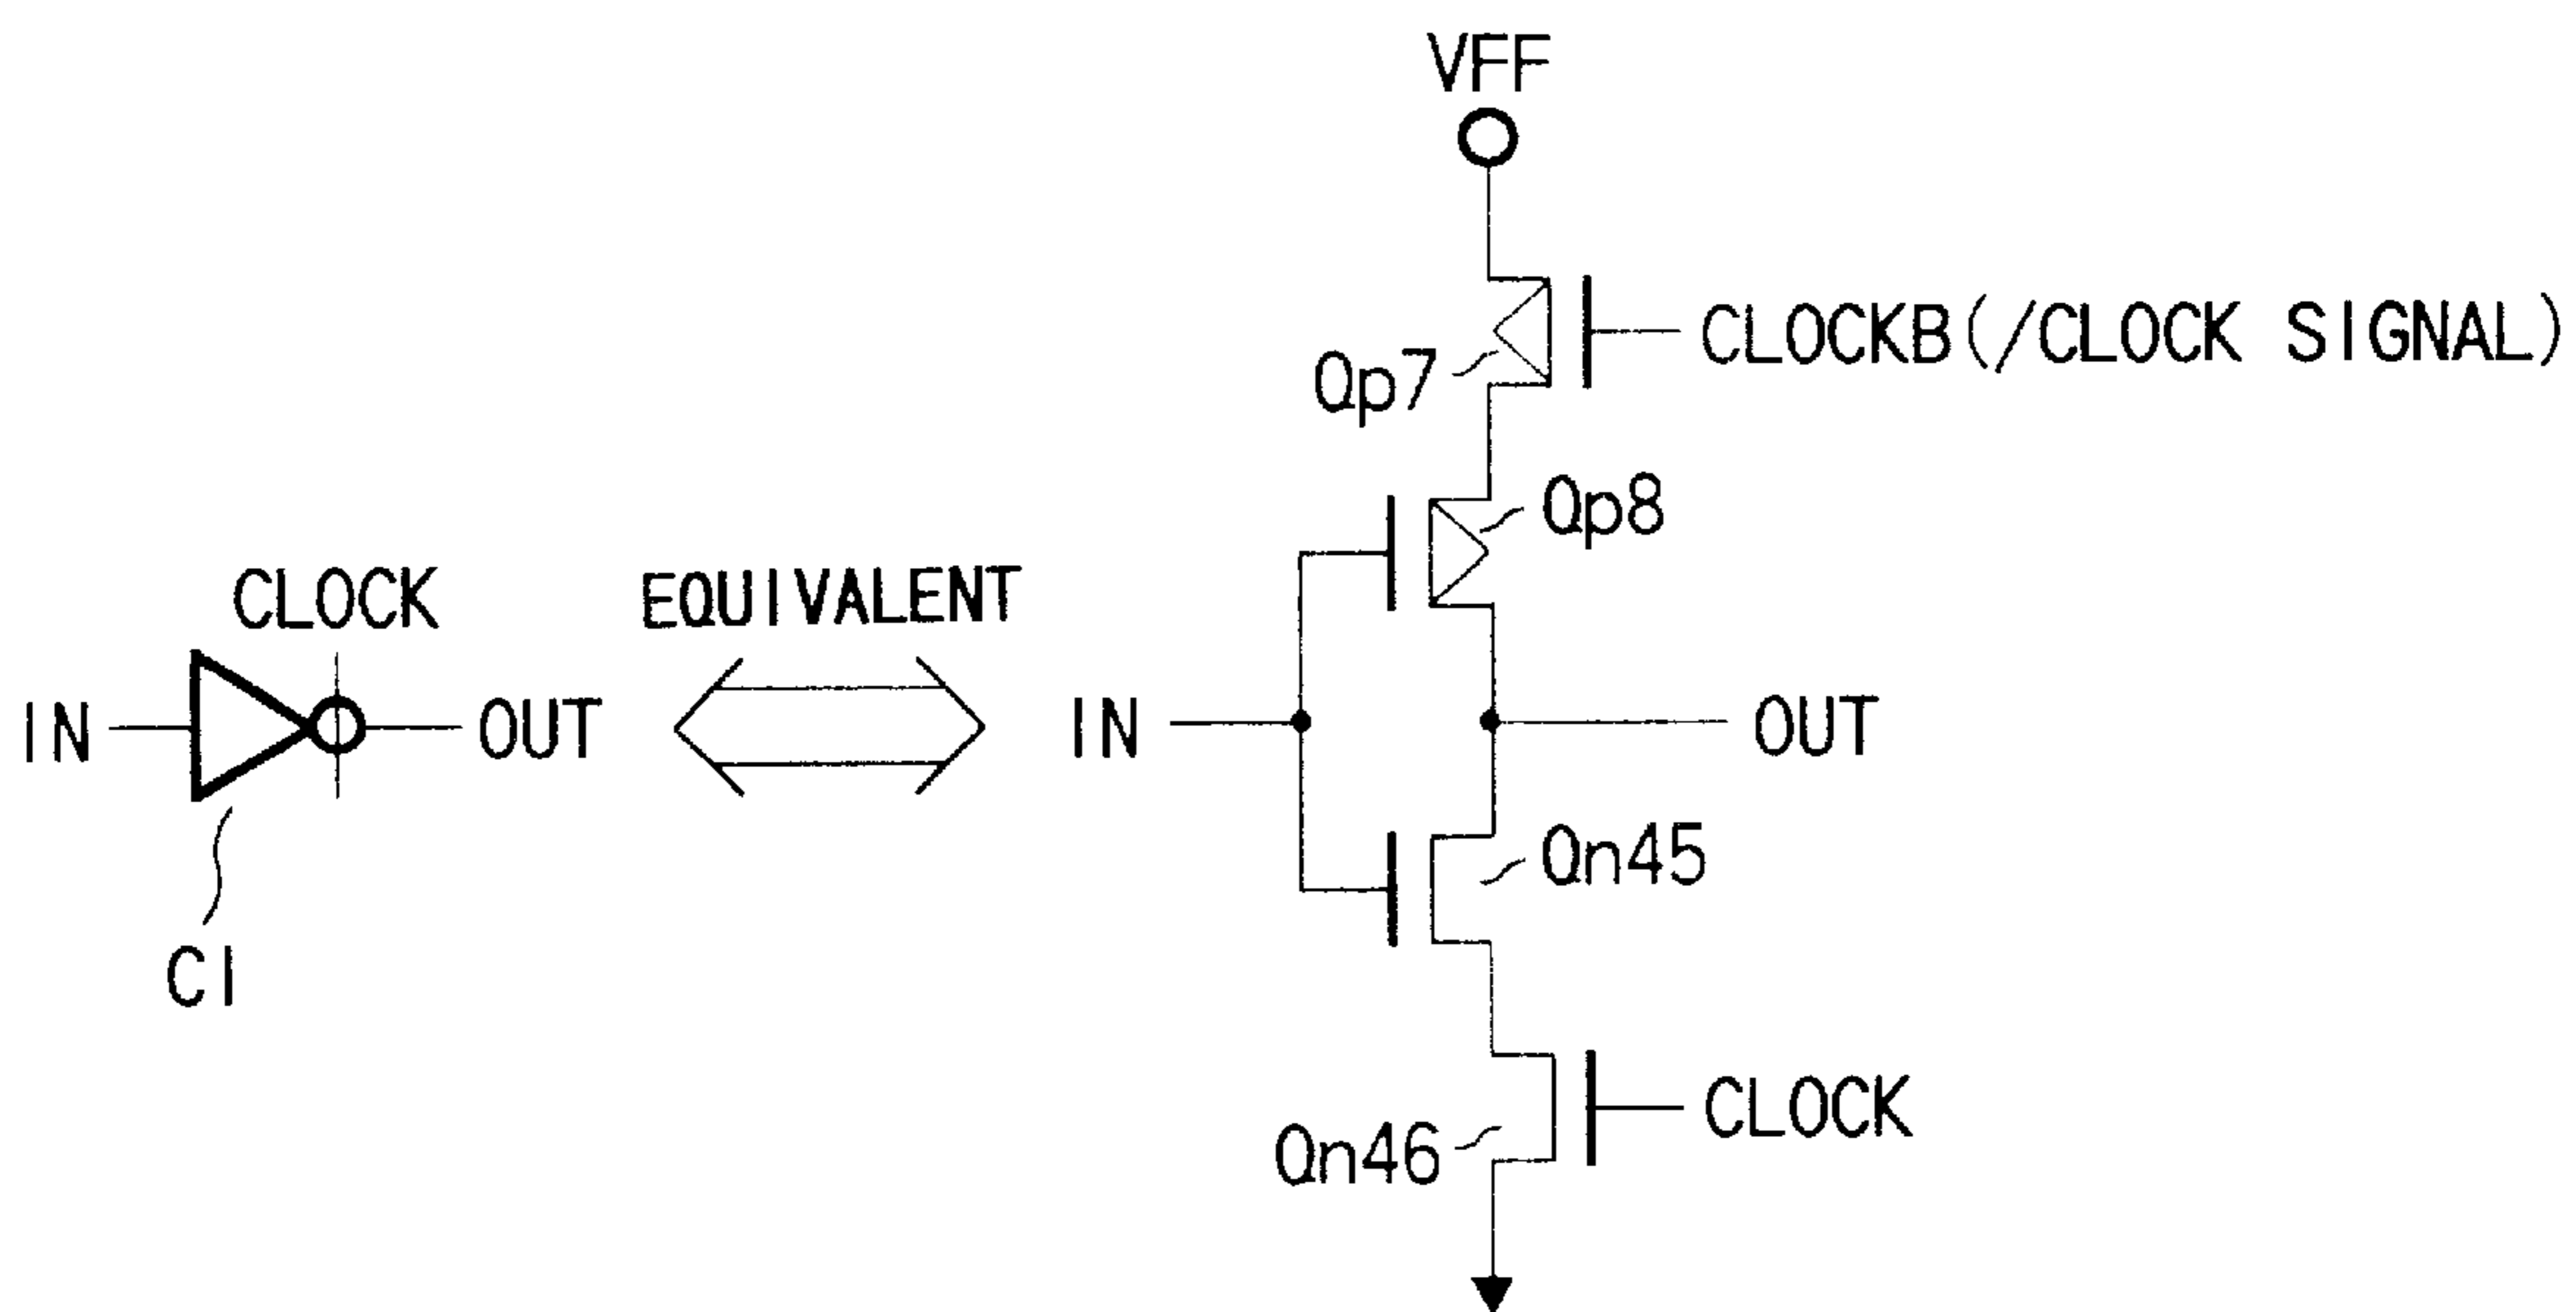 VFF
CLOCKB(/CLOCK SIGNAL)
Qp7
Qp8
CLOCK
EQUIVALENT
IN
OUT
IN
OUT
Qn45
CI
CLOCK
Qn46